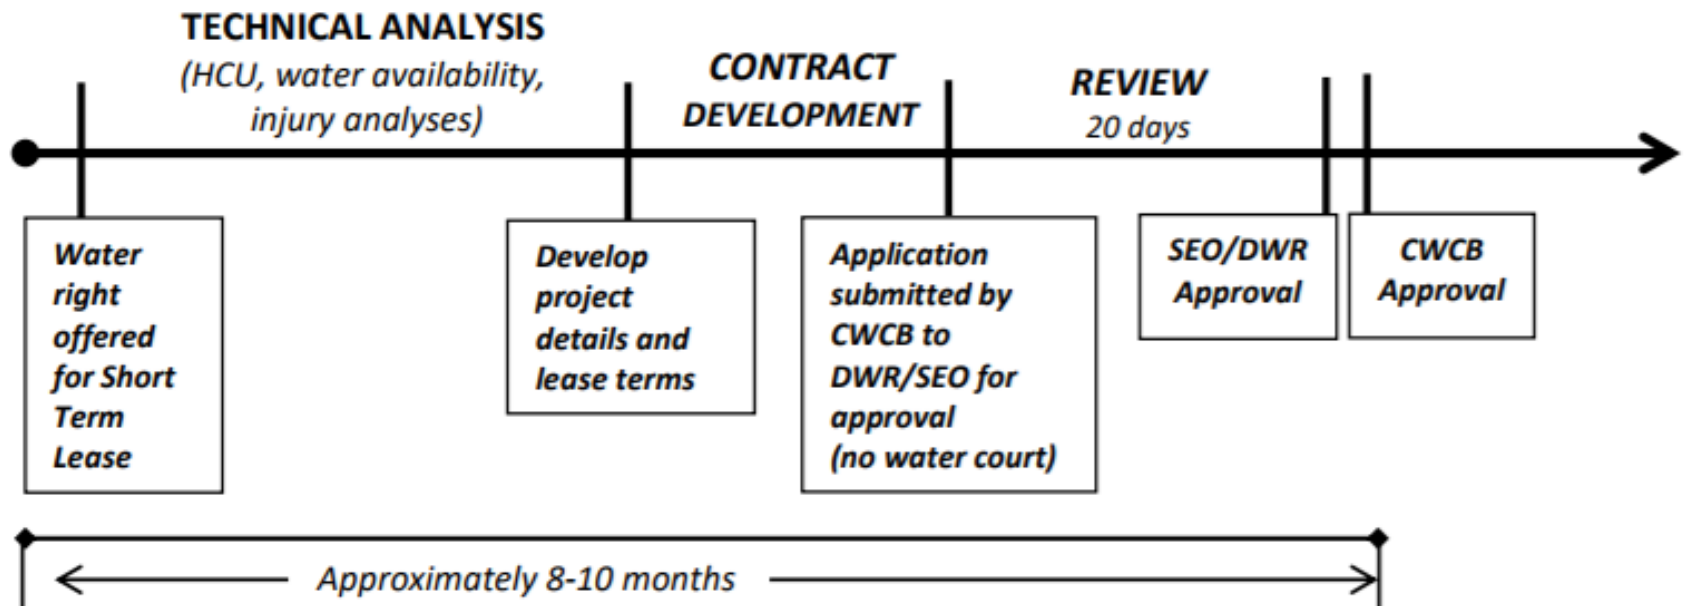 TECHNICAL ANALYSIS
(HCU, water availability,
injury analyses)
CONTRACT
DEVELOPMENT
REVIEW
20 days
Water
right
offered
for Short
Term
Lease
Develop
project
details and
lease terms
Application
submitted by
CWCB to
DWR/SEO for
approval
(no water court)
SEO/DWR
Approval
CWCB
Approval
Approximately 8-10 months